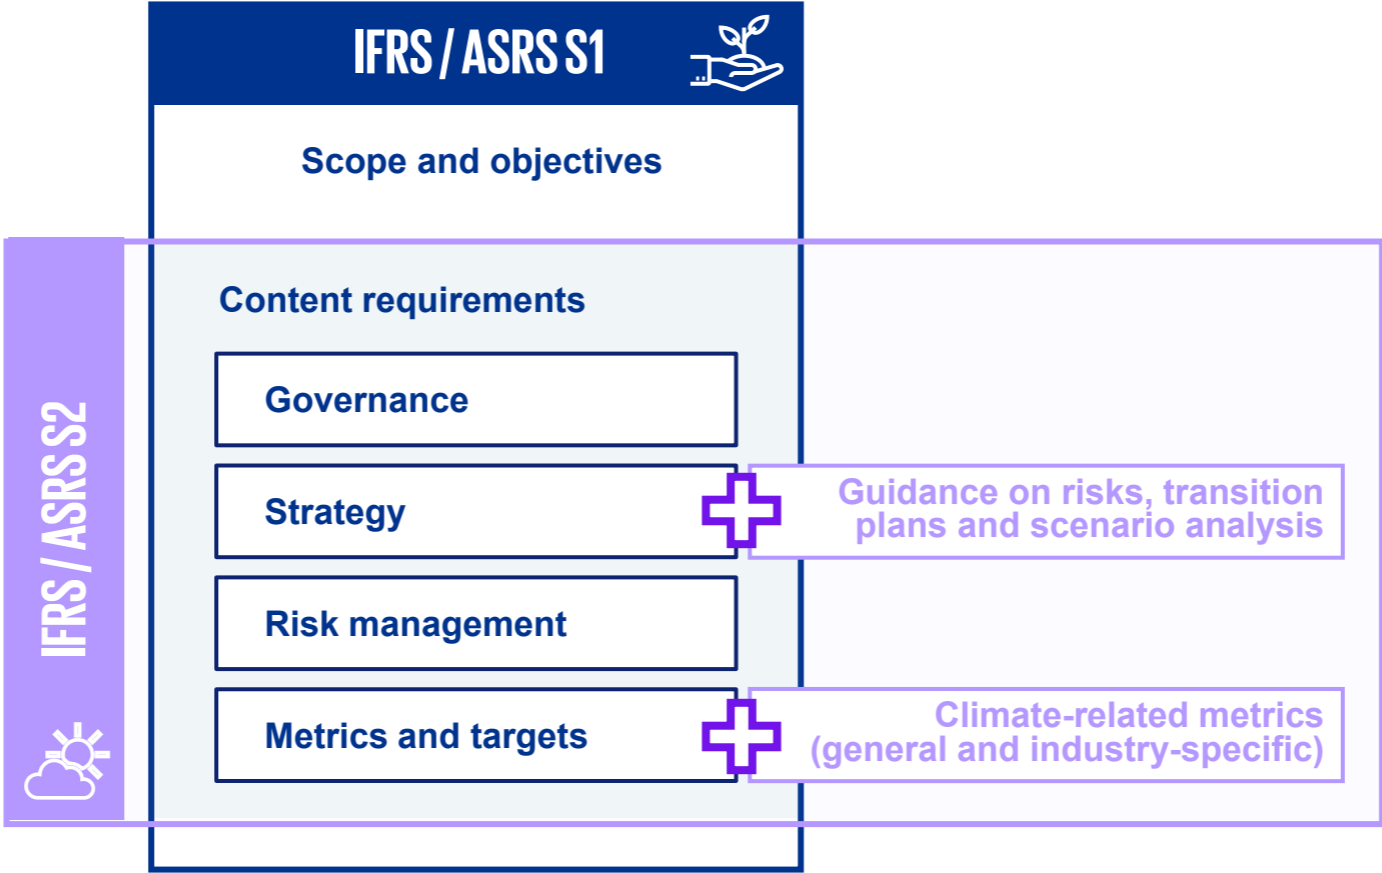 IFRS / ASRS S1
Scope and objectives
IFRS / ASRS S2
Content requirements
Governance
Strategy
Guidance on risks, transition
plans and scenario analysis
Risk management
Metrics and targets
Climate-related metrics
(general and industry-specific)